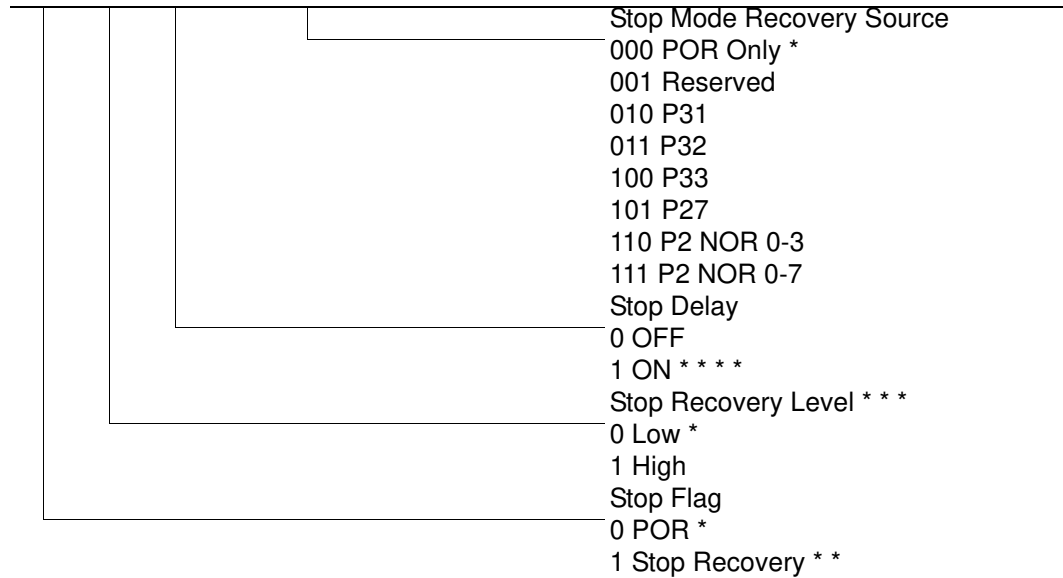 Stop Mode Recovery Source
000 POR Only *
001 Reserved
010 P31
011 P32
100 P33
101 P27
110 P2 NOR 0-3
111 P2 NOR 0-7
Stop Delay
0 OFF
1 ON * * * *
Stop Recovery Level * * *
0 Low *
1 High
Stop Flag
0 POR *
1 Stop Recovery * *